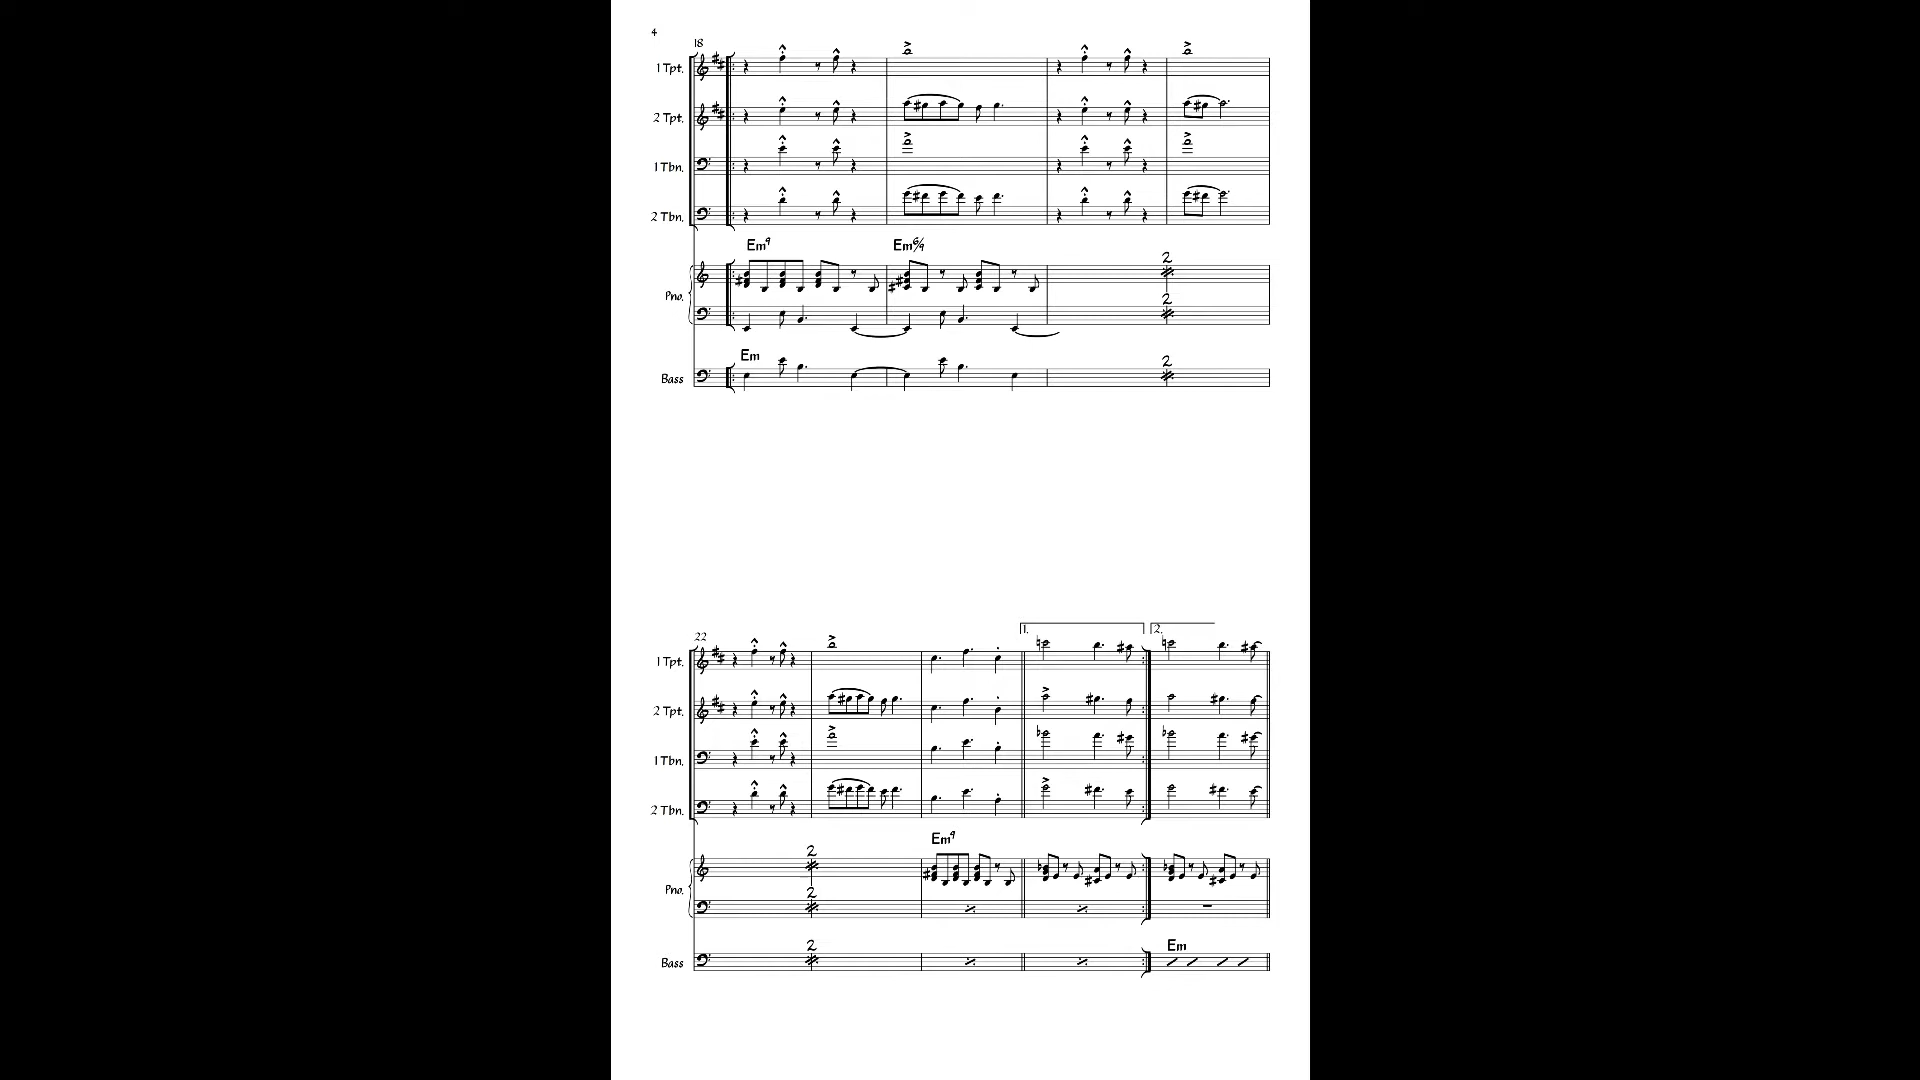 4
18
1 Tpt.
2 Tpt.
1 Tbn.
2 Tbn.
Em9 Em6/9
2
Pno.
2
Em
2
Bass
1. 2.
22
1 Tpt.
2 Tpt.
1 Tbn.
2 Tbn.
Em9
2
Pno.
2
2 Em
Bass